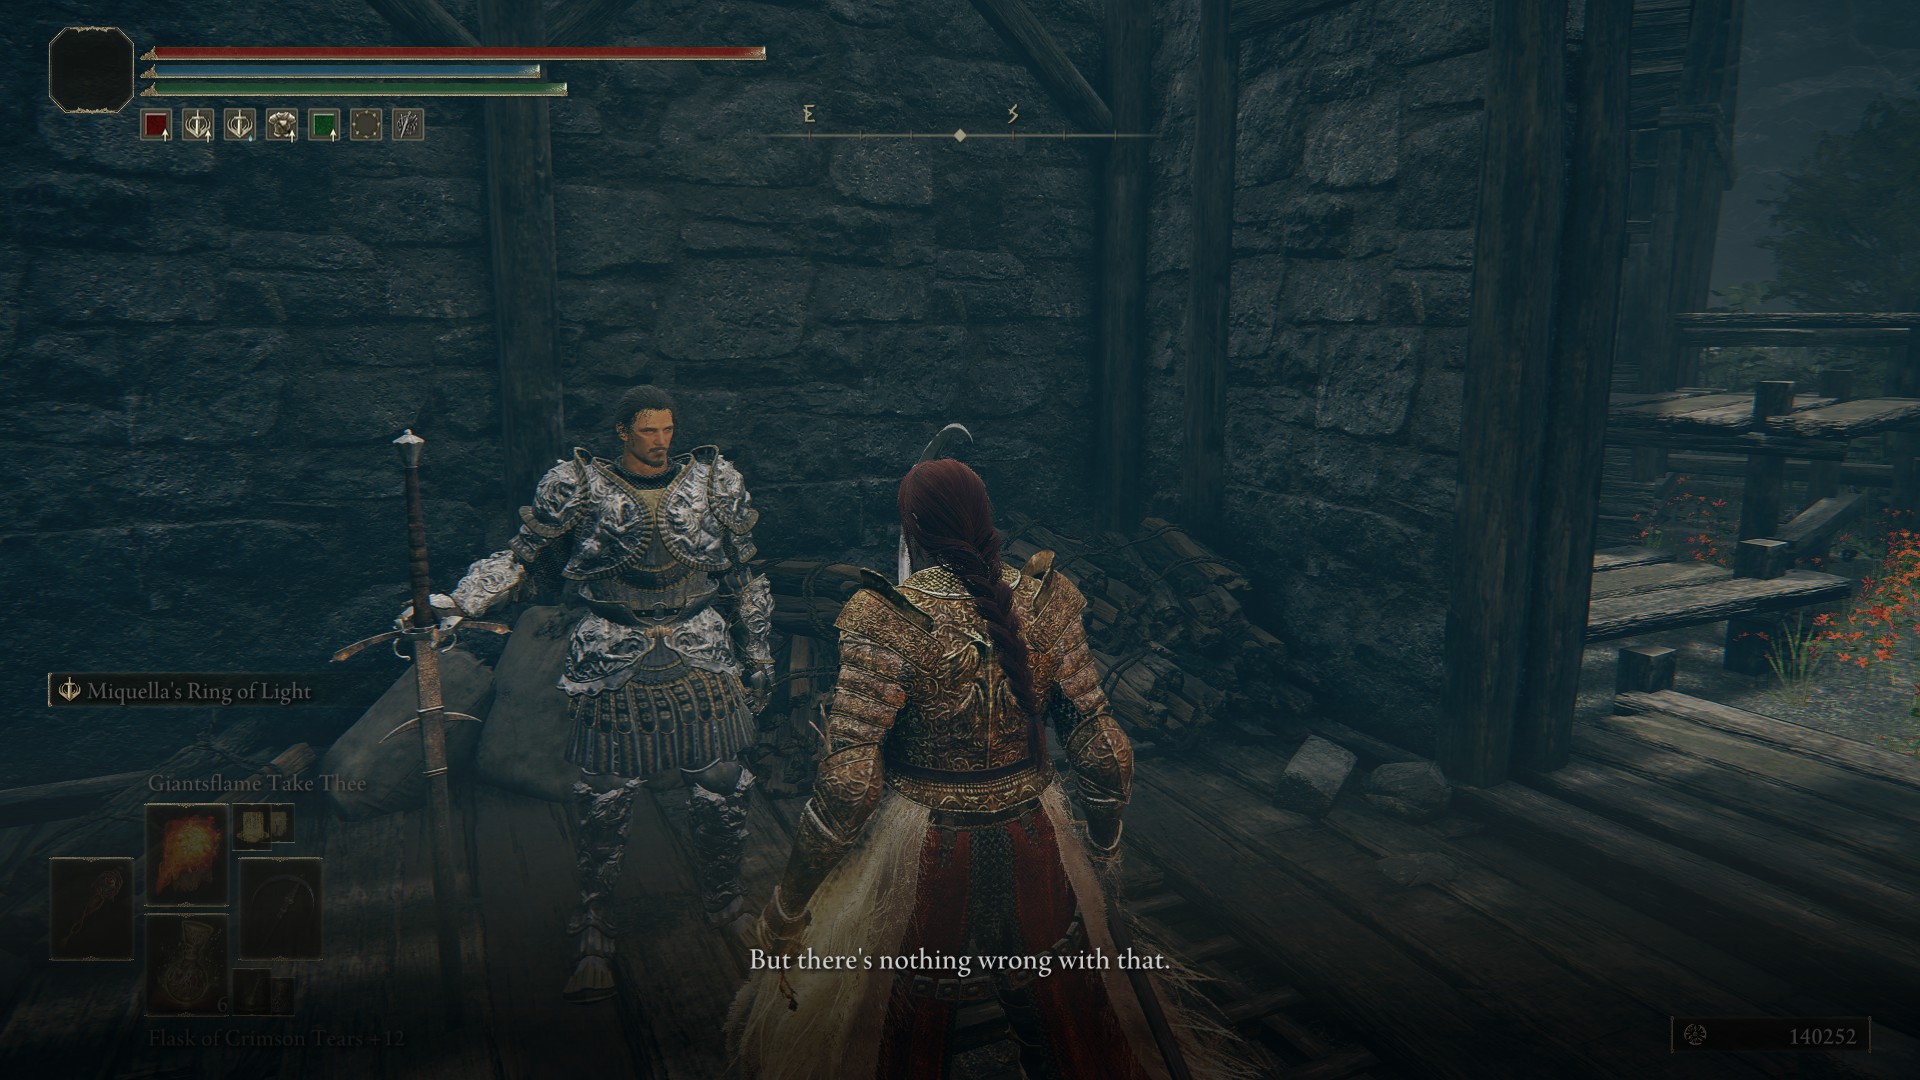 E
S
Miquella's Ring of Light
Giantsflame Take Thee
6
Flask of Crimson Tears +12
But there's nothing wrong with that.
140252